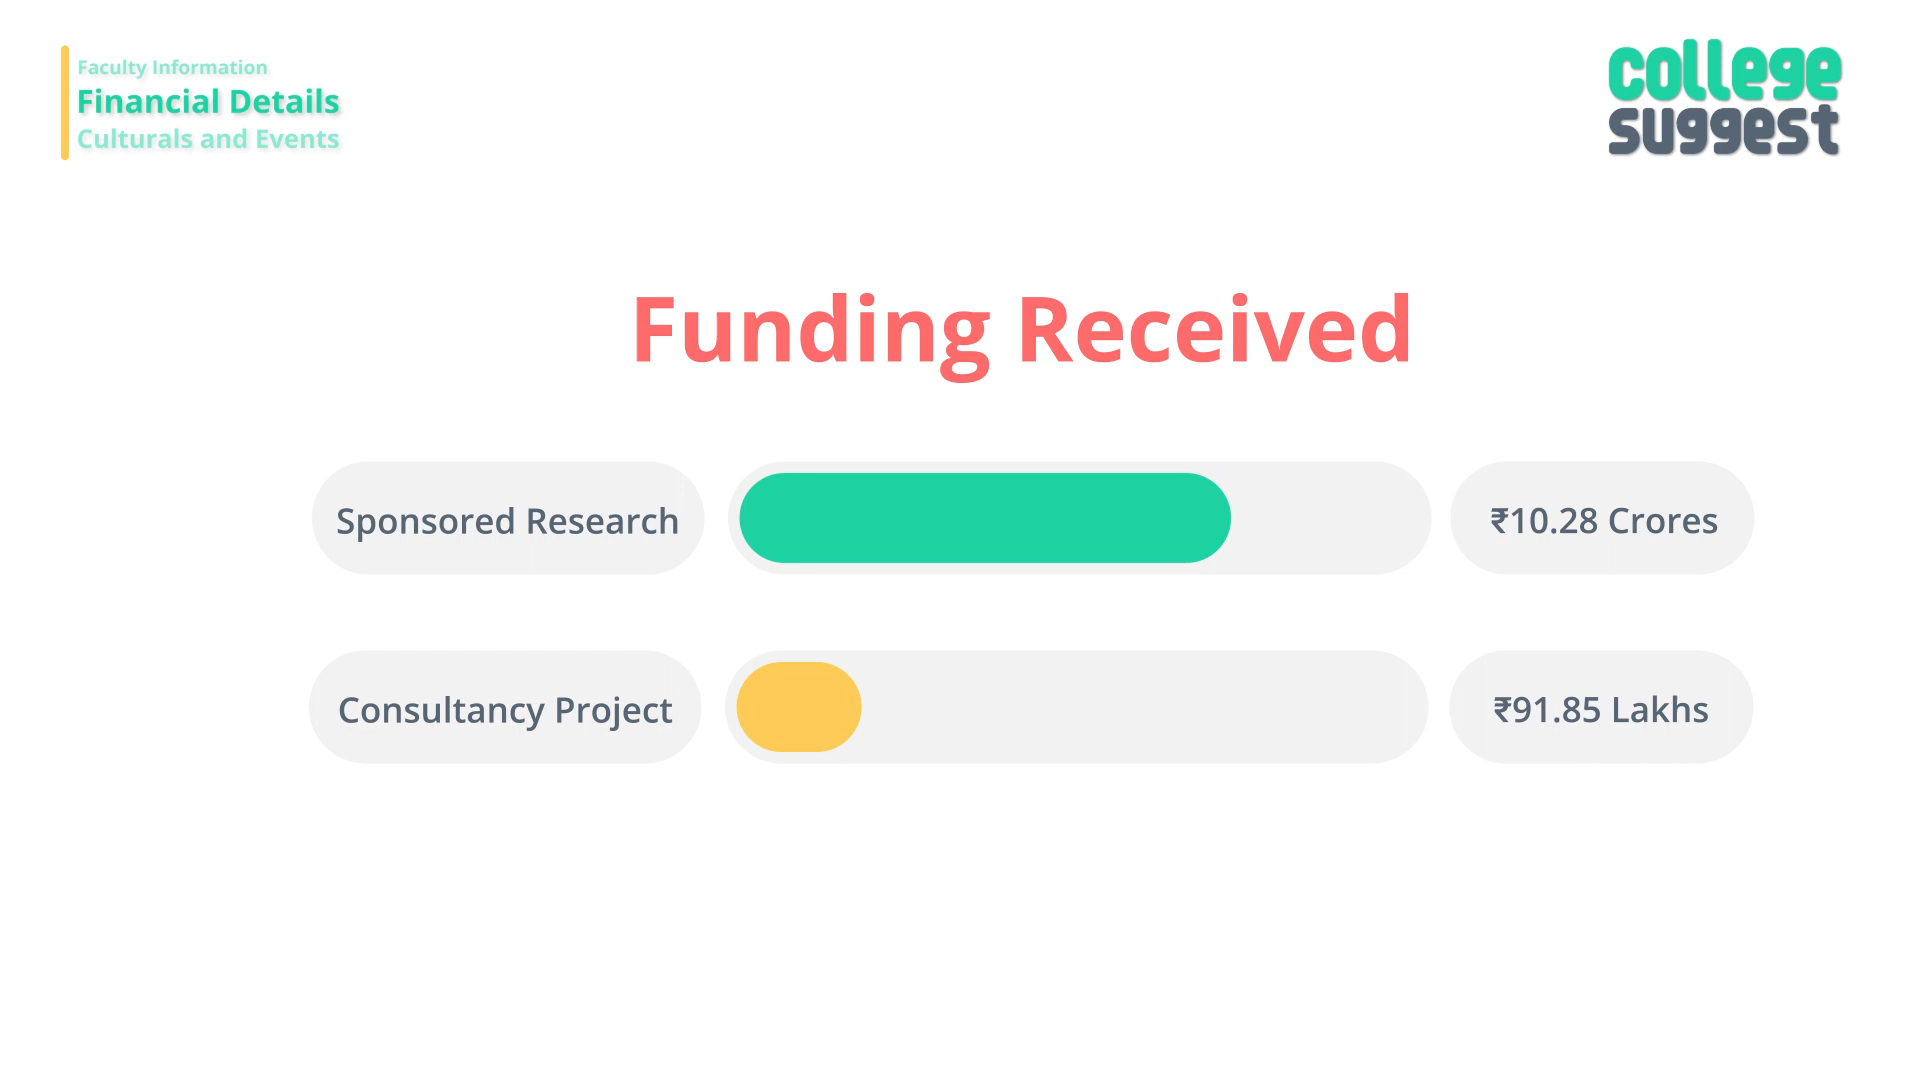 Faculty Information
Financial Details
Culturals and Events
college
suggest
Funding Received
Sponsored Research
₹10.28 Crores
Consultancy Project
₹91.85 Lakhs